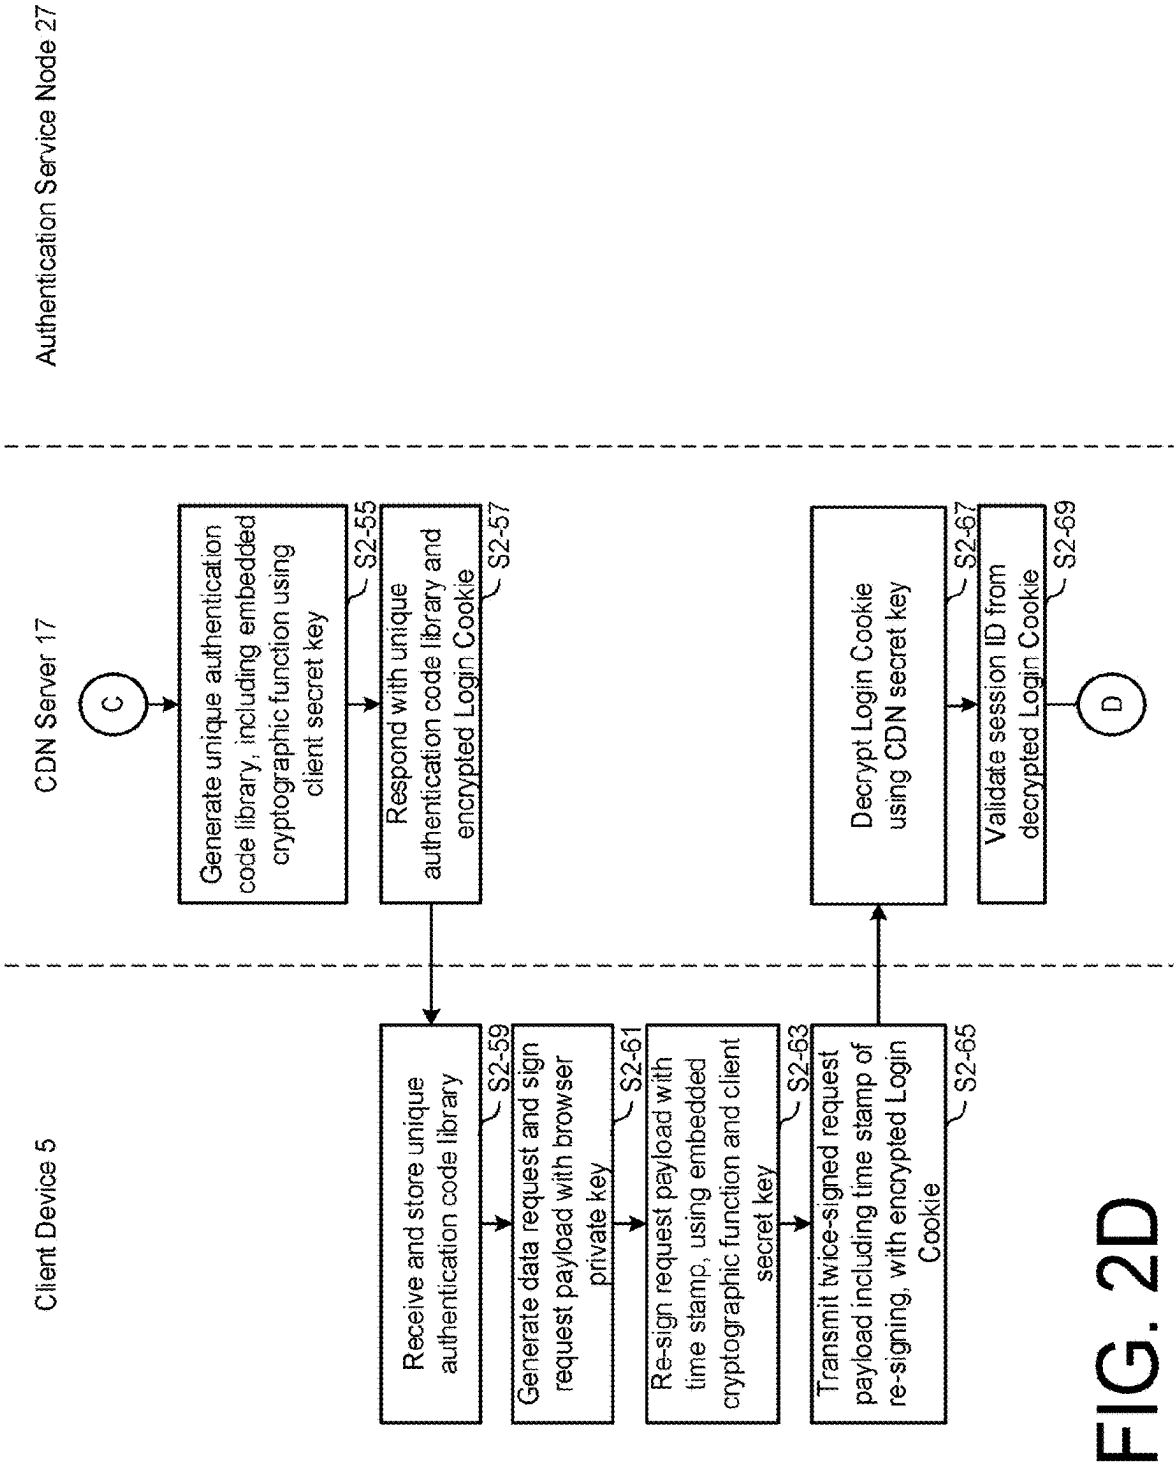 Client Device 5
CDN Server 17
Authentication Service Node 27
C
Generate unique authentication
code library, including embedded
cryptographic function using
client secret key
S2-55
Respond with unique
authentication code library and
encrypted Login Cookie
S2-57
Receive and store unique
authentication code library
S2-59
Generate data request and sign
request payload with browser
private key
S2-61
Re-sign request payload with
time stamp, using embedded
cryptographic function and client
secret key
S2-63
Transmit twice-signed request
payload including time stamp of
re-signing, with encrypted Login
Cookie
S2-65
Decrypt Login Cookie
using CDN secret key
S2-67
Validate session ID from
decrypted Login Cookie
S2-69
D
FIG. 2D